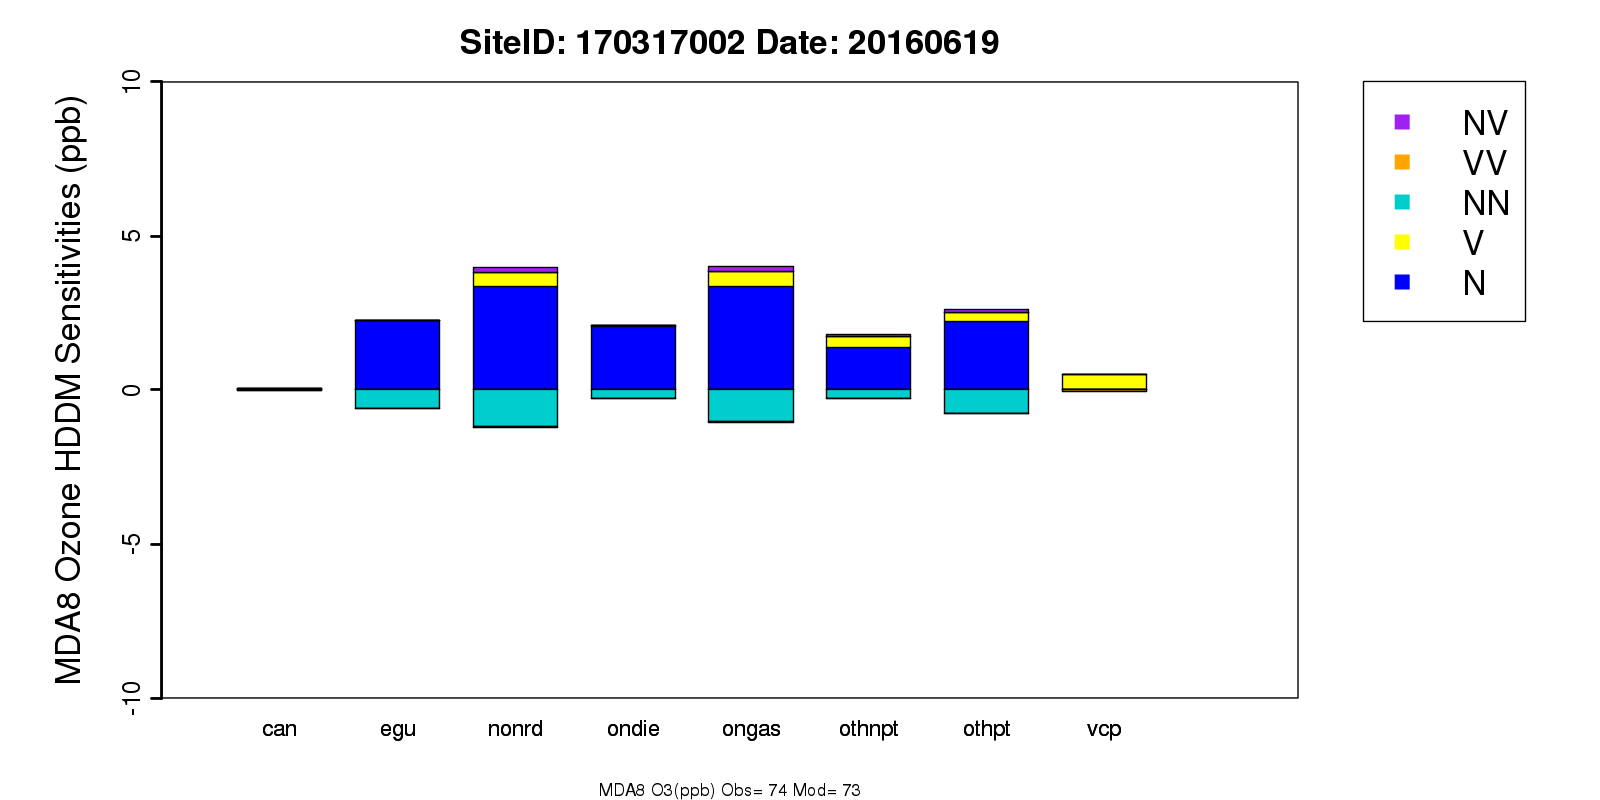 SiteID: 170317002 Date: 20160619
MDA8 Ozone HDDM Sensitivities (ppb)
10
5
0
-5
-10
can egu nonrd ondie ongas othnpt othpt vcp
MDA8 O3(ppb) Obs= 74 Mod= 73
NV
VV
NN
V
N